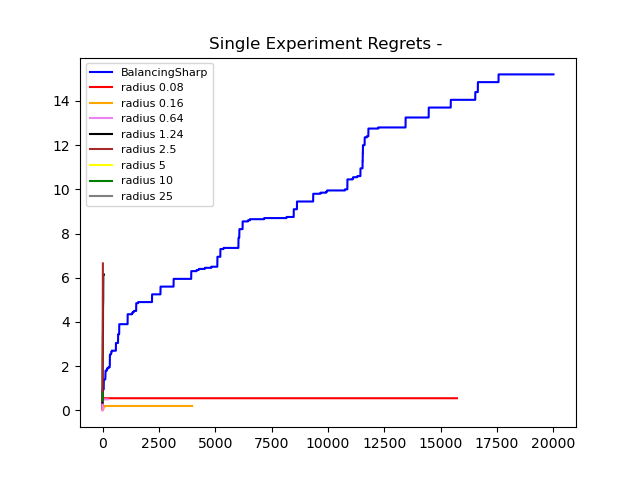 Single Experiment Regrets -
BalancingSharp
radius 0.08
radius 0.16
radius 0.64
radius 1.24
radius 2.5
radius 5
radius 10
radius 25
14
12
10
8
6
4
2
0
0 2500 5000 7500 10000 12500 15000 17500 20000